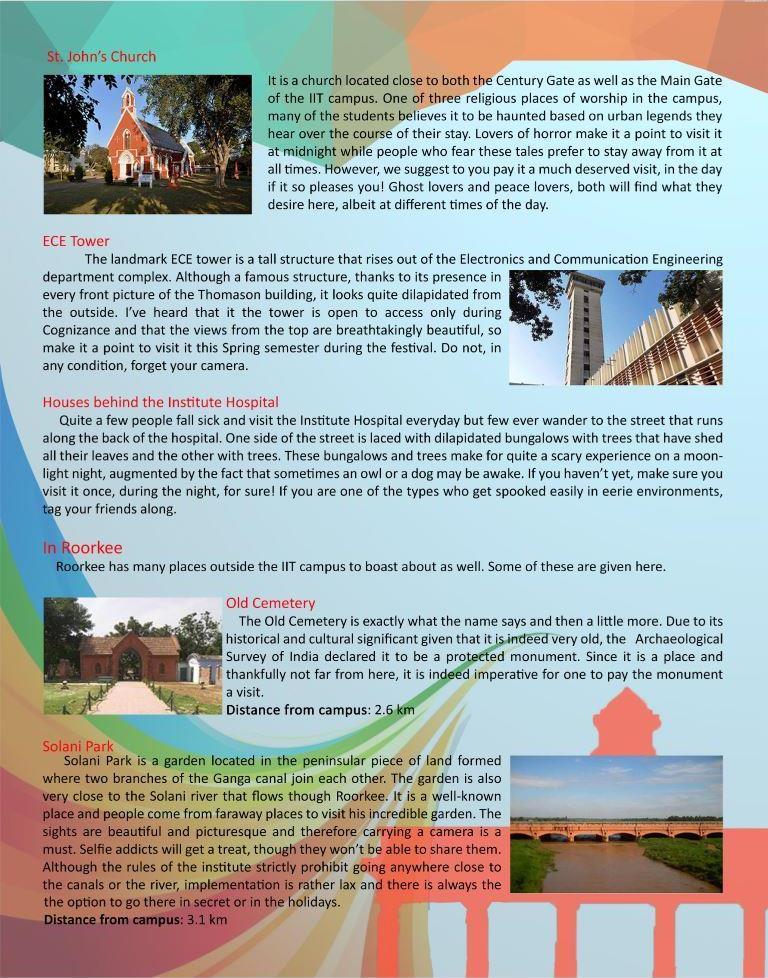 St. John's Church
It is a church located close to both the Century Gate as well as the Main Gate
of the IIT campus. One of three religious places of worship in the campus,
many of the students believes it to be haunted based on urban legends they
hear over the course of their stay. Lovers of horror make it a point to visit it
at midnight while people who fear these tales prefer to stay away from it at
all times. However, we suggest to you pay it a much deserved visit, in the day
if it so pleases you! Ghost lovers and peace lovers, both will find what they
desire here, albeit at different times of the day.
ECE Tower
The landmark ECE tower is a tall structure that rises out of the Electronics and Communication Engineering
department complex. Although a famous structure, thanks to its presence in
every front picture of the Thomason building, it looks quite dilapidated from
the outside. I've heard that it the tower is open to access only during
Cognizance and that the views from the top are breathtakingly beautiful, so
make it a point to visit it this Spring semester during the festival. Do not, in
any condition, forget your camera.
Houses behind the Institute Hospital
Quite a few people fall sick and visit the Institute Hospital everyday but few ever wander to the street that runs
along the back of the hospital. One side of the street is laced with dilapidated bungalows with trees that have shed
all their leaves and the other with trees. These bungalows and trees make for quite a scary experience on a moon-
light night, augmented by the fact that sometimes an owl or a dog may be awake. If you haven't yet, make sure you
visit it once, during the night, for sure! If you are one of the types who get spooked easily in eerie environments,
tag your friends along.
In Roorkee
Roorkee has many places outside the IIT campus to boast about as well. Some of these are given here.
Old Cemetery
The Old Cemetery is exactly what the name says and then a little more. Due to its
historical and cultural significant given that it is indeed very old, the Archaeological
Survey of India declared it to be a protected monument. Since it is a place and
thankfully not far from here, it is indeed imperative for one to pay the monument
a visit.
Distance from campus: 2.6 km
Solani Park
Solani Park is a garden located in the peninsular piece of land formed
where two branches of the Ganga canal join each other. The garden is also
very close to the Solani river that flows though Roorkee. It is a well-known
place and people come from faraway places to visit his incredible garden. The
sights are beautiful and picturesque and therefore carrying a camera is a
must. Selfie addicts will get a treat, though they won't be able to share them.
Although the rules of the institute strictly prohibit going anywhere close to
the canals or the river, implementation is rather lax and there is always the
the option to go there in secret or in the holidays.
Distance from campus: 3.1 km